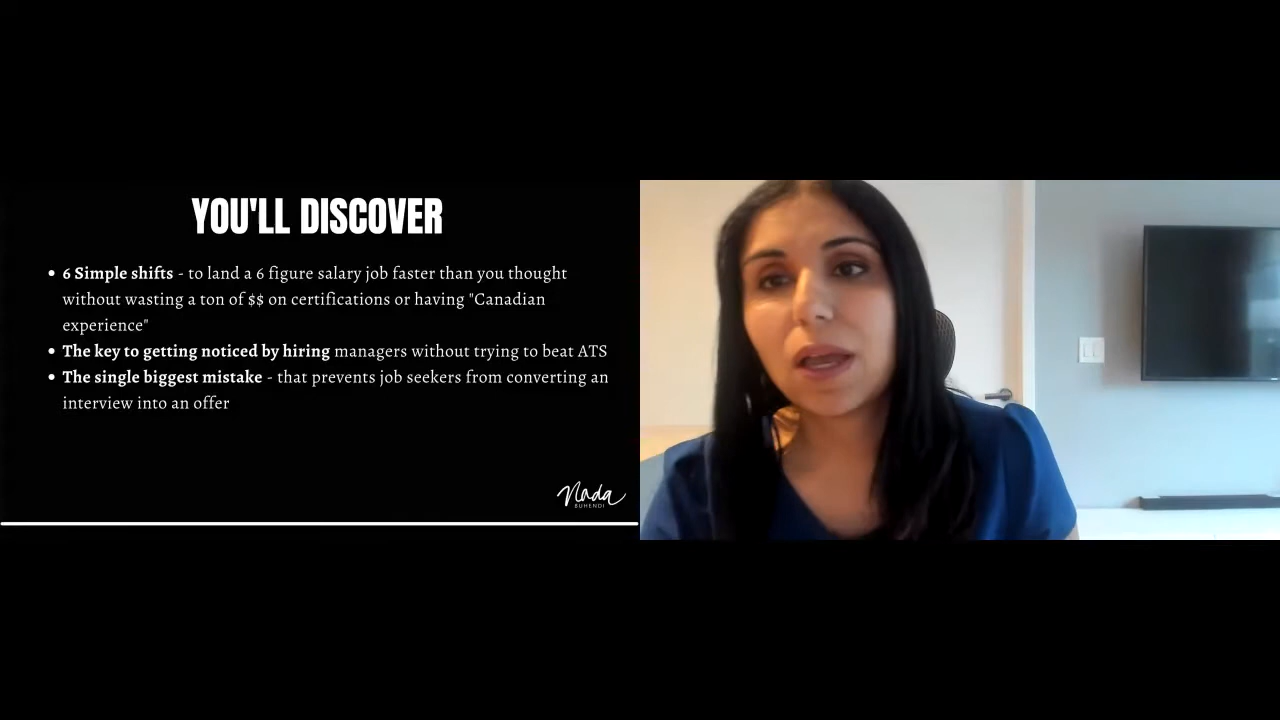 YOU'LL DISCOVER
• 6 Simple shifts - to land a 6 figure salary job faster than you thought
without wasting a ton of $$ on certifications or having "Canadian
experience"
• The key to getting noticed by hiring managers without trying to beat ATS
• The single biggest mistake - that prevents job seekers from converting an
interview into an offer
Nada
BUHENDI